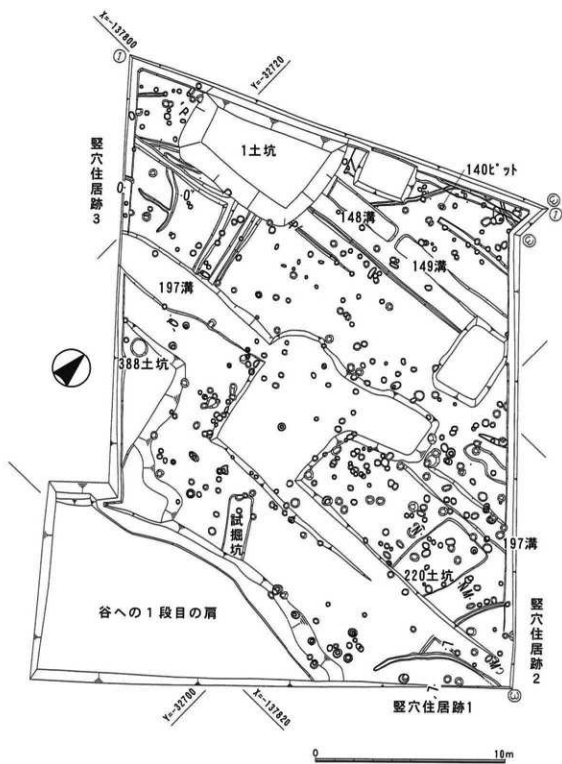 X=-137800
Y=-32720
①
竪穴住居跡3
1土坑
140ピット
148溝
149溝
①
197溝
388土坑
試掘坑
197溝
220土坑
谷への1段目の肩
竪穴住居跡2
竪穴住居跡1
Y=-32700
X=-137820
0 10m